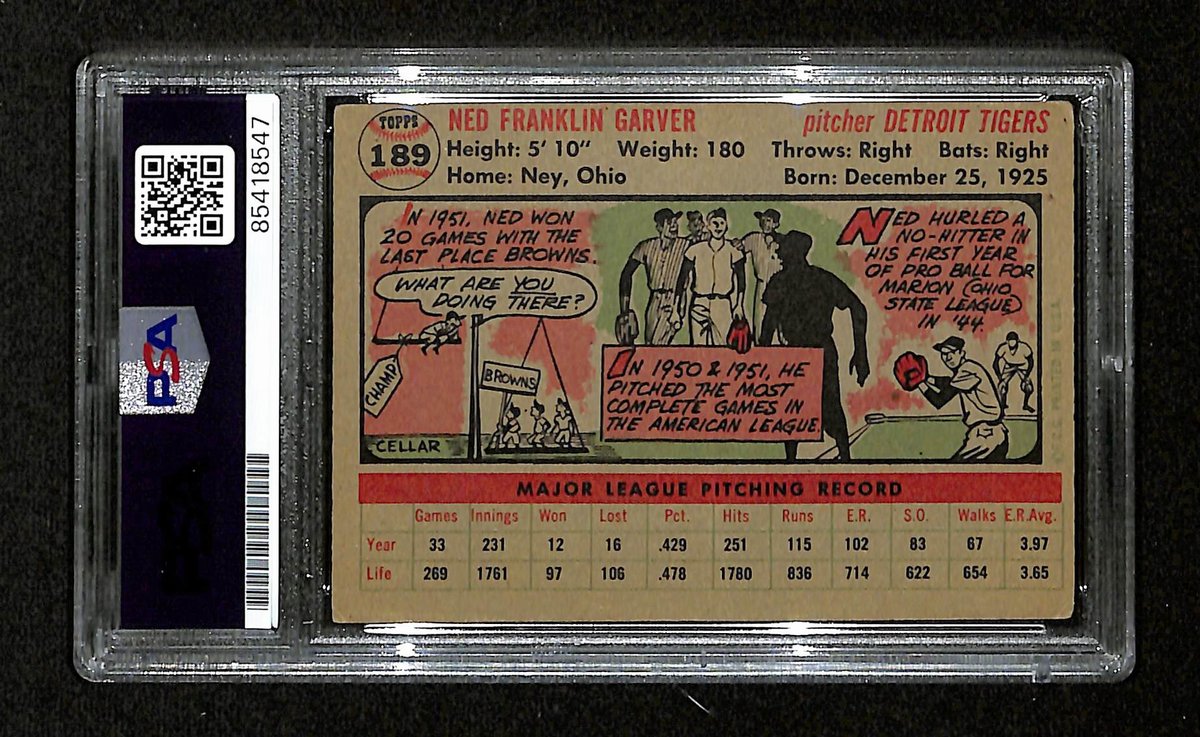 85418547
PSA
TOPPS
189
NED FRANKLIN GARVER
pitcher DETROIT TIGERS
Height: 5' 10" Weight: 180 Throws: Right Bats: Right
Home: Ney, Ohio Born: December 25, 1925
IN 1951, NED WON
20 GAMES WITH THE
LAST PLACE BROWNS.
WHAT ARE YOU
DOING THERE?
CHAMP
BROWNS
CELLAR
IN 1950 & 1951, HE
PITCHED THE MOST
COMPLETE GAMES IN
THE AMERICAN LEAGUE.
NED HURLED A
NO-HITTER IN
HIS FIRST YEAR
OF PRO BALL FOR
MARION (OHIO
STATE LEAGUE)
IN '44
MAJOR LEAGUE PITCHING RECORD
Games Innings Won Lost Pct. Hits Runs E.R. S.O. Walks E.R.Avg.
Year 33 231 12 16 .429 251 115 102 83 67 3.97
Life 269 1761 97 106 .478 1780 836 714 622 654 3.65